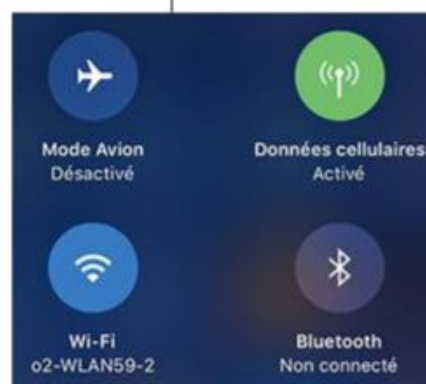 Mode Avion
Désactivé
Données cellulaires
Activé
Wi-Fi
o2-WLAN59-2
Bluetooth
Non connecté